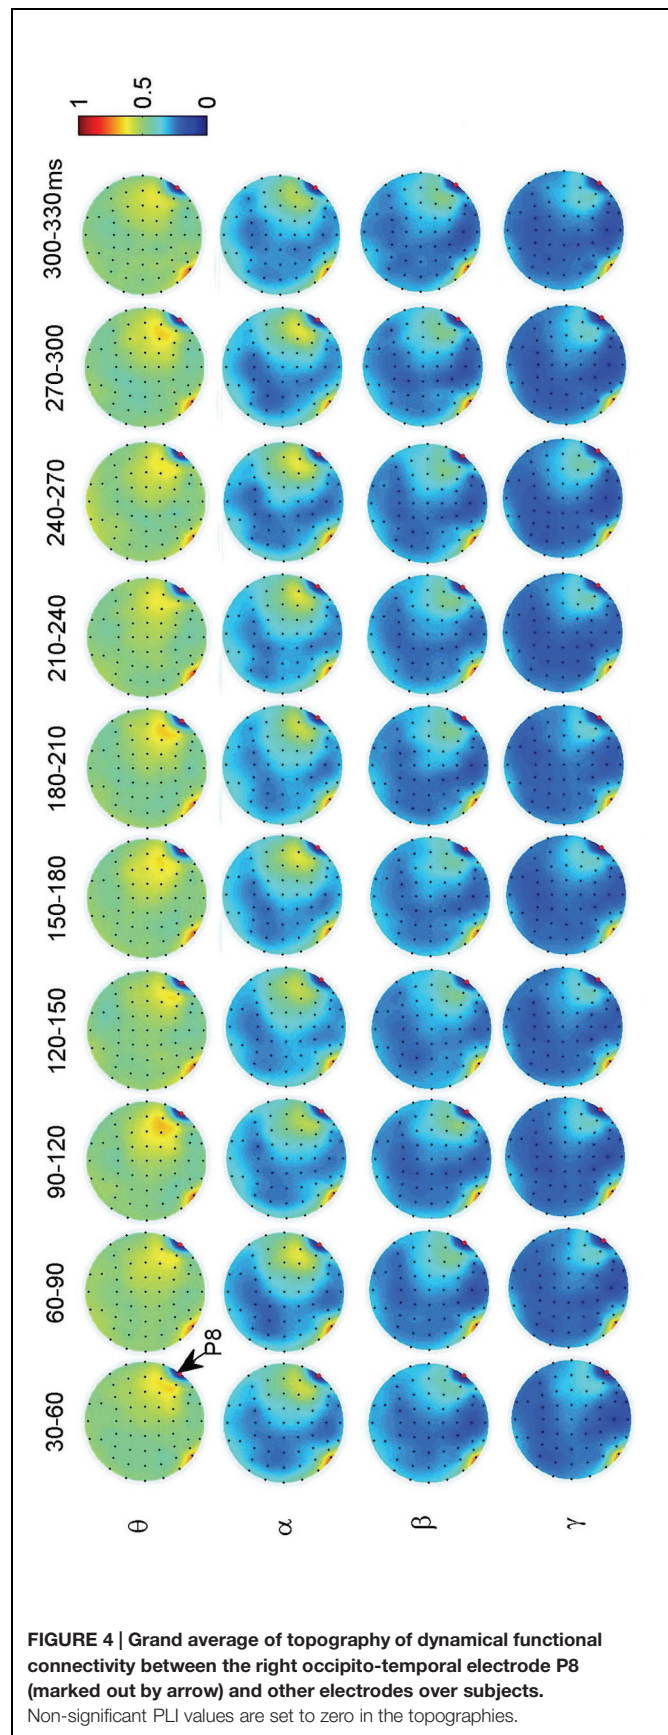 30-60
60-90
90-120
120-150
150-180
180-210
210-240
240-270
270-300
300-330ms
1
0.5
0
P8
θ
α
β
γ
FIGURE 4 | Grand average of topography of dynamical functional
connectivity between the right occipito-temporal electrode P8
(marked out by arrow) and other electrodes over subjects.
Non-significant PLI values are set to zero in the topographies.